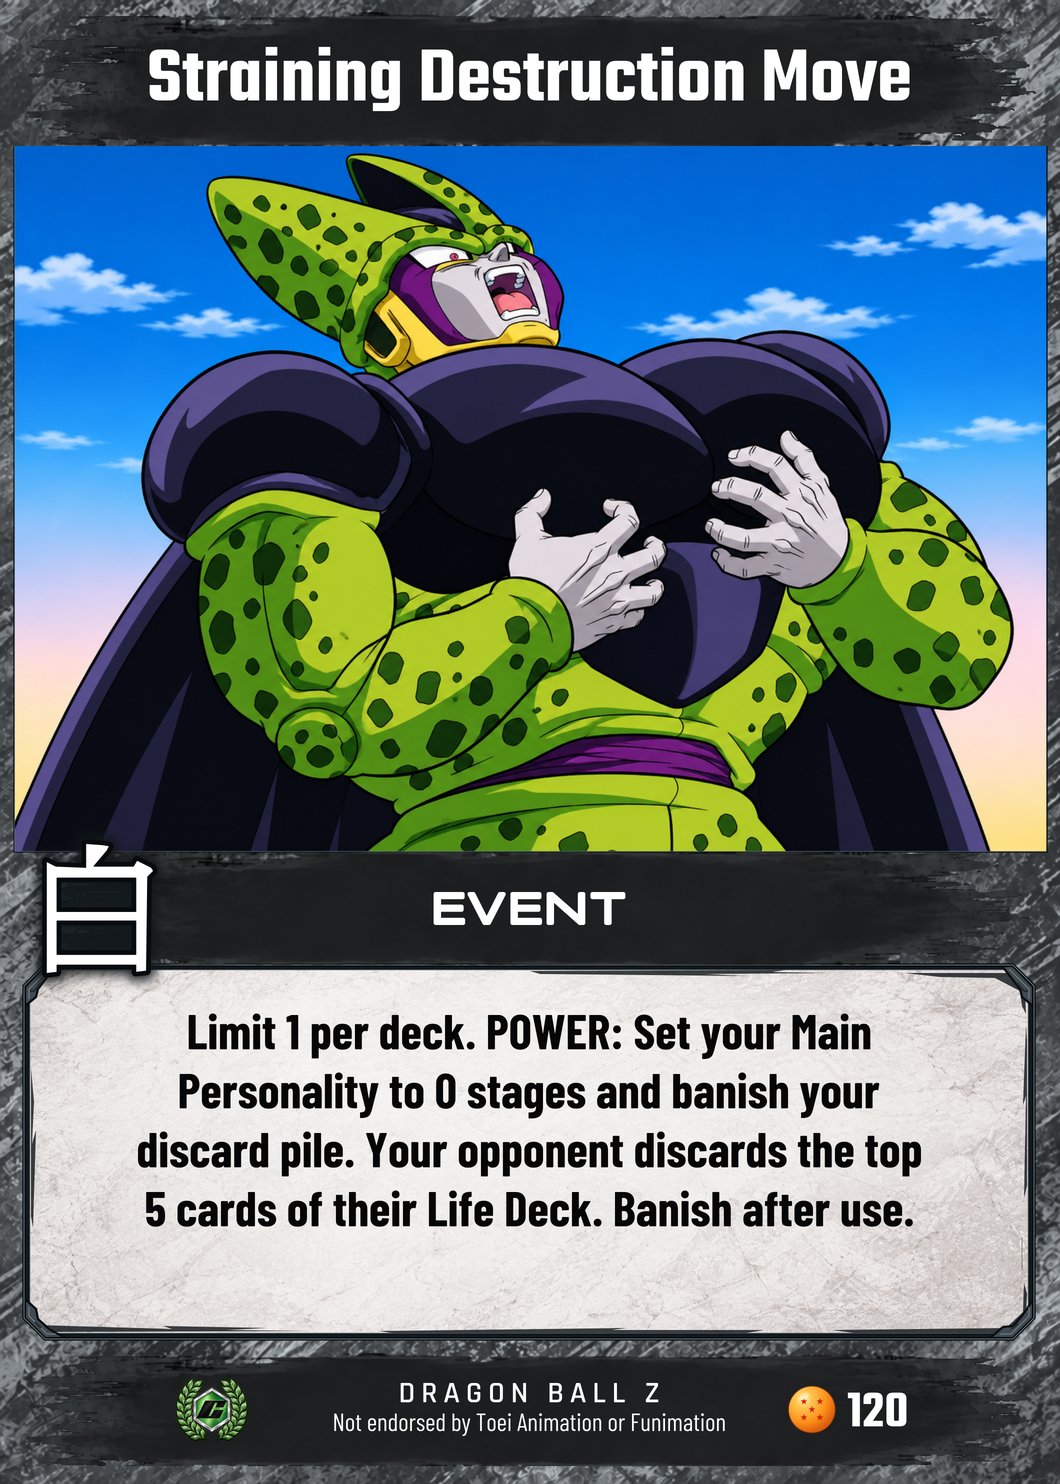 Straining Destruction Move
白
EVENT
Limit 1 per deck. POWER: Set your Main
Personality to 0 stages and banish your
discard pile. Your opponent discards the top
5 cards of their Life Deck. Banish after use.
DRAGON BALL Z
Not endorsed by Toei Animation or Funimation
120